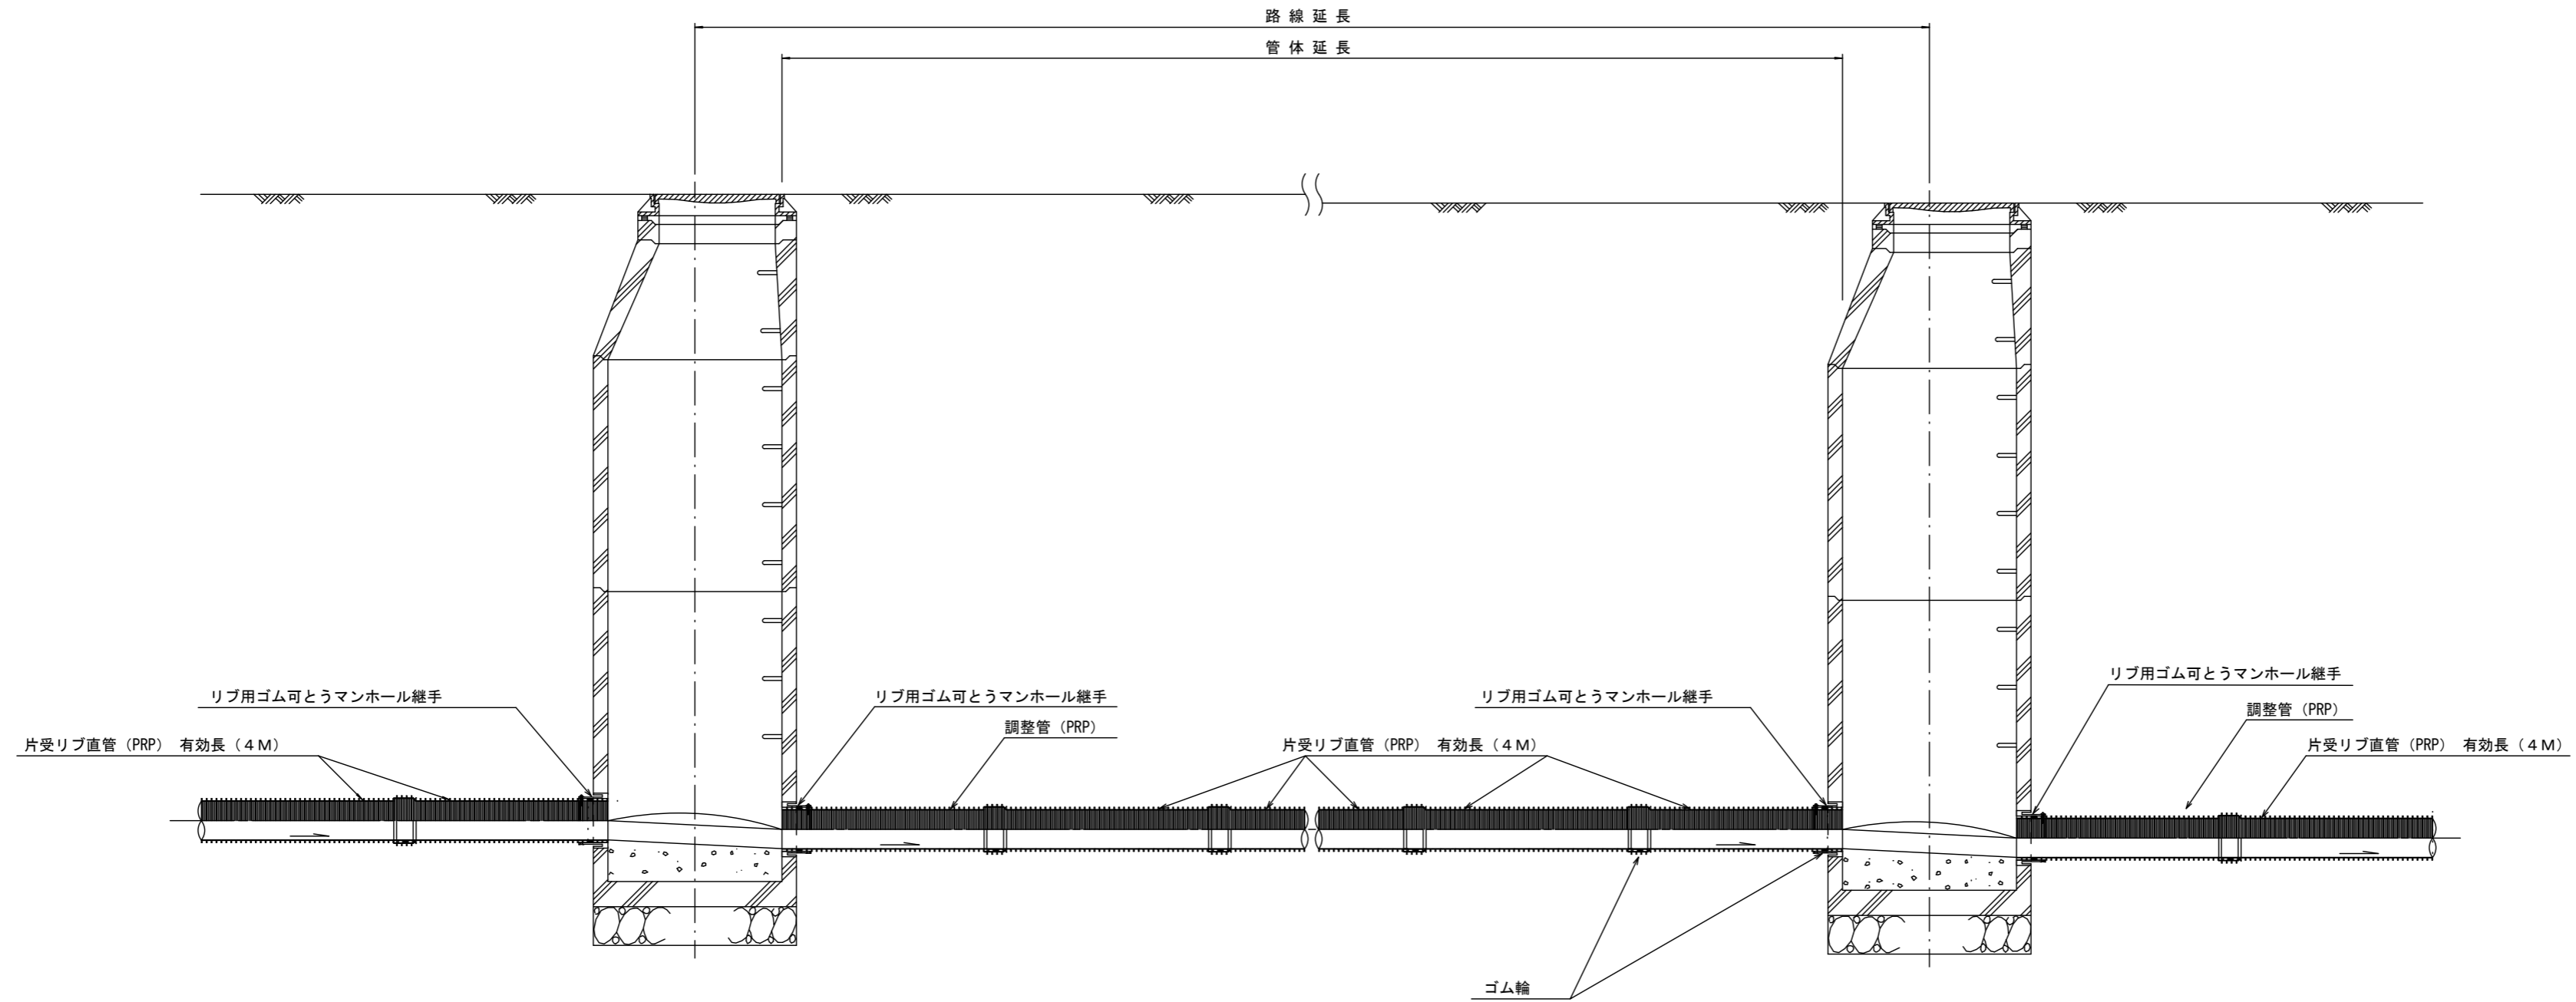 路線延長
管体延長
リブ用ゴム可とうマンホール継手
リブ用ゴム可とうマンホール継手
リブ用ゴム可とうマンホール継手
リブ用ゴム可とうマンホール継手
調整管（PRP）
調整管（PRP）
片受リブ直管（PRP） 有効長（４Ｍ）
片受リブ直管（PRP） 有効長（４Ｍ）
片受リブ直管（PRP） 有効長（４Ｍ）
ゴム輪